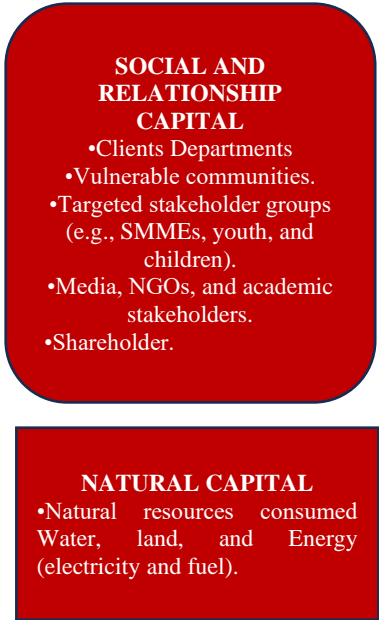 SOCIAL AND
RELATIONSHIP
CAPITAL
•Clients Departments
•Vulnerable communities.
•Targeted stakeholder groups
(e.g., SMMEs, youth, and
children).
•Media, NGOs, and academic
stakeholders.
•Shareholder.
NATURAL CAPITAL
•Natural resources consumed
Water, land, and Energy
(electricity and fuel).